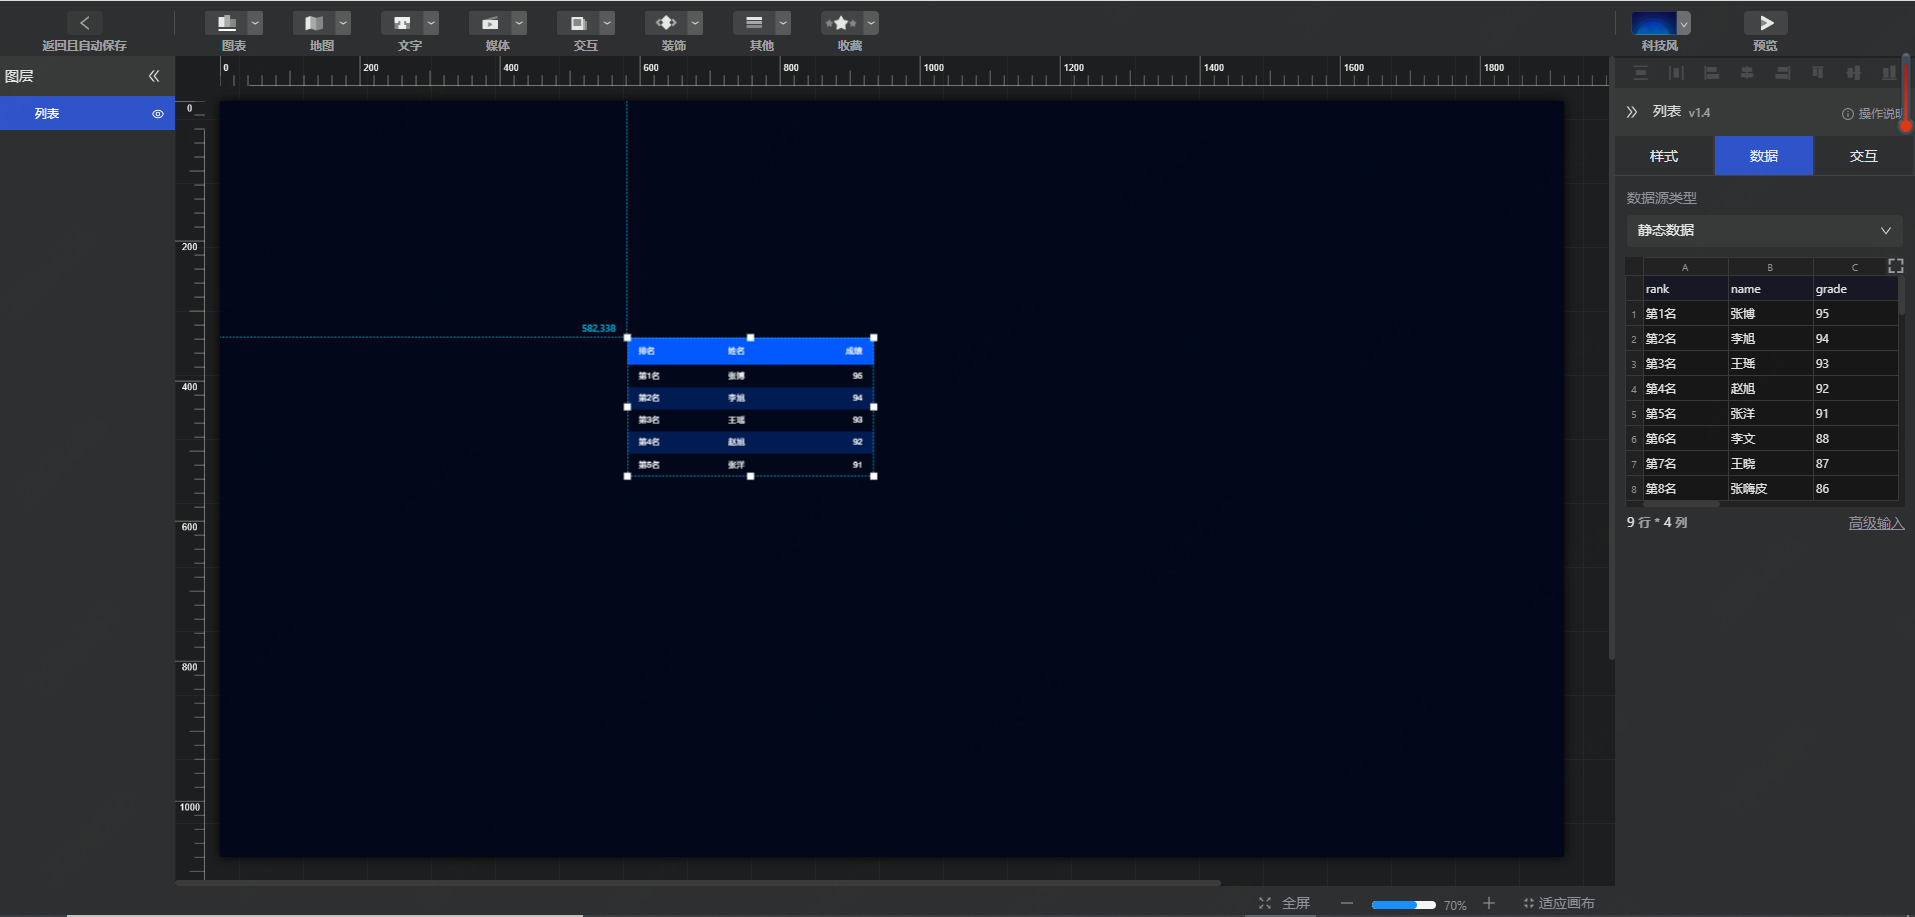 返回且自动保存
图表 地图 文字 媒体 交互 装饰 其他 收藏
科技风 预览
图层
列表
0 200 400 600 800 1000 1200 1400 1600 1800
0
200
400
600
800
1000
582,338
排名 姓名 成绩
第1名 张博 95
第2名 李旭 94
第3名 王瑶 93
第4名 赵旭 92
第5名 张洋 91
列表 v1.4 操作说明
样式 数据 交互
数据源类型
静态数据
A B C
rank name grade
1 第1名 张博 95
2 第2名 李旭 94
3 第3名 王瑶 93
4 第4名 赵旭 92
5 第5名 张洋 91
6 第6名 李文 88
7 第7名 王晓 87
8 第8名 张嗨皮 86
9 行 * 4 列 高级输入
全屏 70% 适应画布